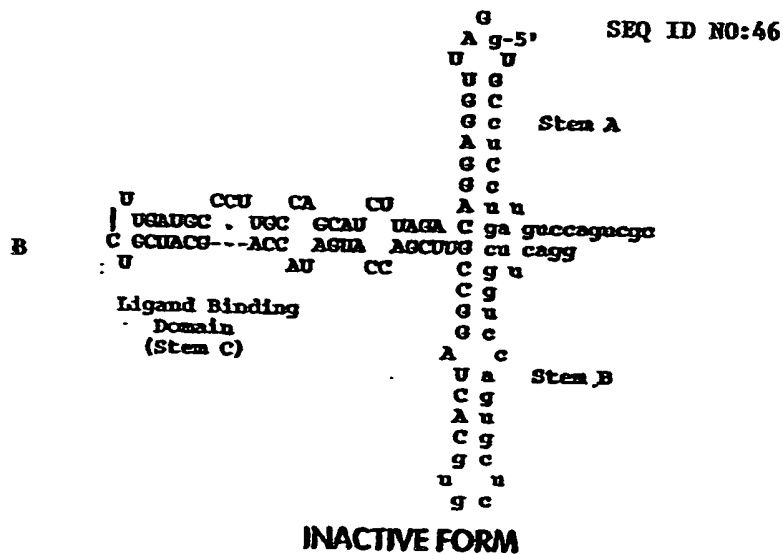 G
A g-5' SEQ ID NO:46
U U
U G
G C
G c Stem A
A u
G C
G c
U CCU CA CU A u u
UGAUGC . UGC GCAU UAGA C ga guccagucgc
B C GCUACG---ACC AGUA AGCUUG cu cagg
U AU CC C g u
Ligand Binding C g
Domain G u
(Stem C) G c
A c
U a Stem B
C g
A u
C g
g c
u u
g c
INACTIVE FORM